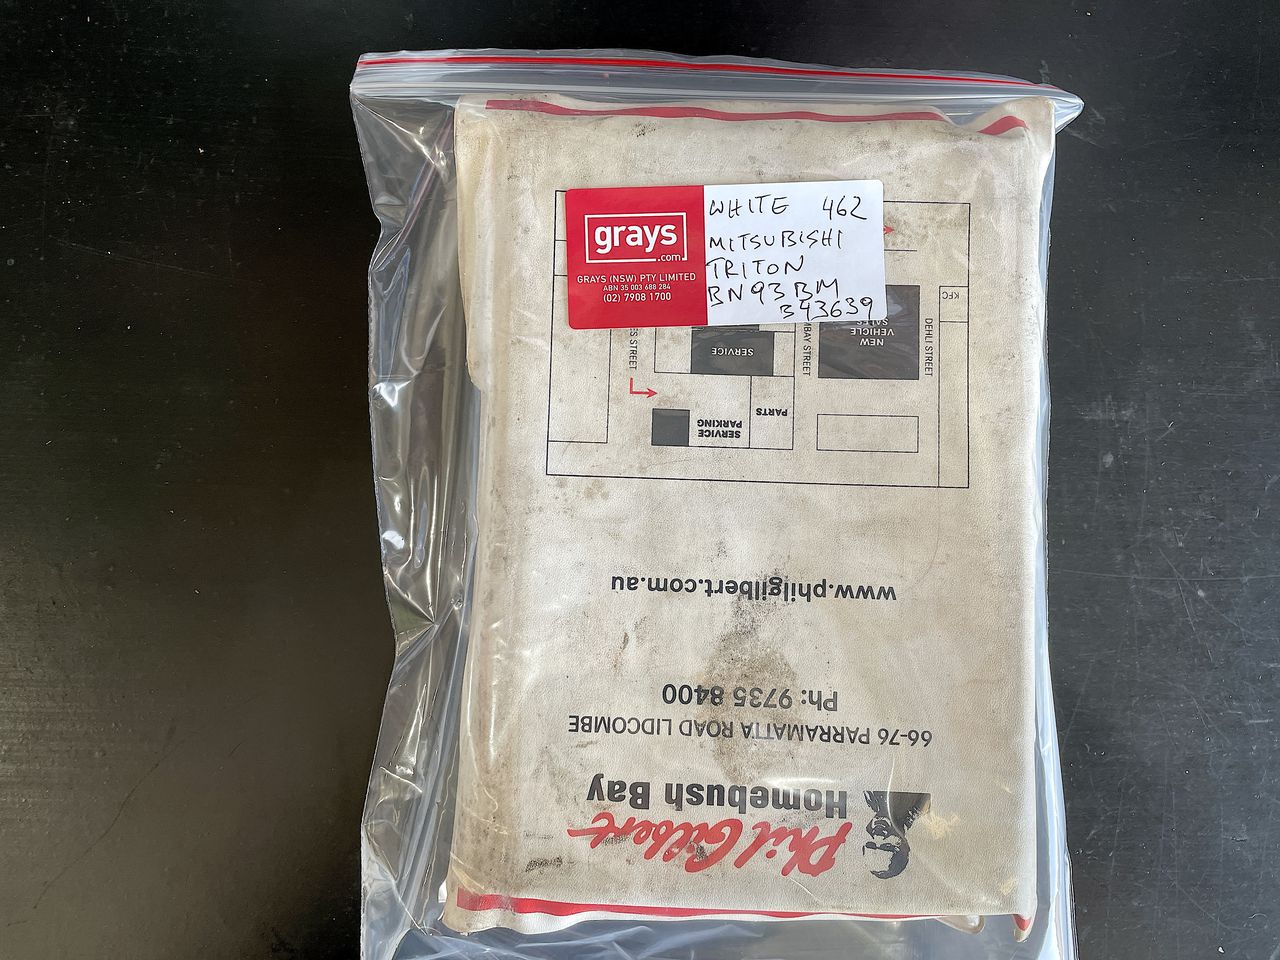 grays
.com
GRAYS (NSW) PTY LIMITED
ABN 35 003 688 284
(02) 7908 1700
WHITE 462
MITSUBISHI
TRITON
BN93BM
B43639
KFC
NEW
VEHICLE
SALES
DEHLI STREET
STREET
STREET
SERVICE
PARTS
SERVICE
PARKING
www.philgilbert.com.au
Ph: 9735 8400
66-76 PARRAMATTA ROAD LIDCOMBE
Homebush Bay
Phil Gilbert